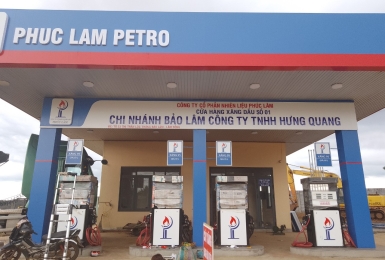 PHUC LAM PETRO
CÔNG TY CỔ PHẦN NHIÊN LIỆU PHÚC LÂM
CỬA HÀNG XĂNG DẦU SỐ 01
CHI NHÁNH BẢO LÂM CÔNG TY TNHH HƯNG QUANG